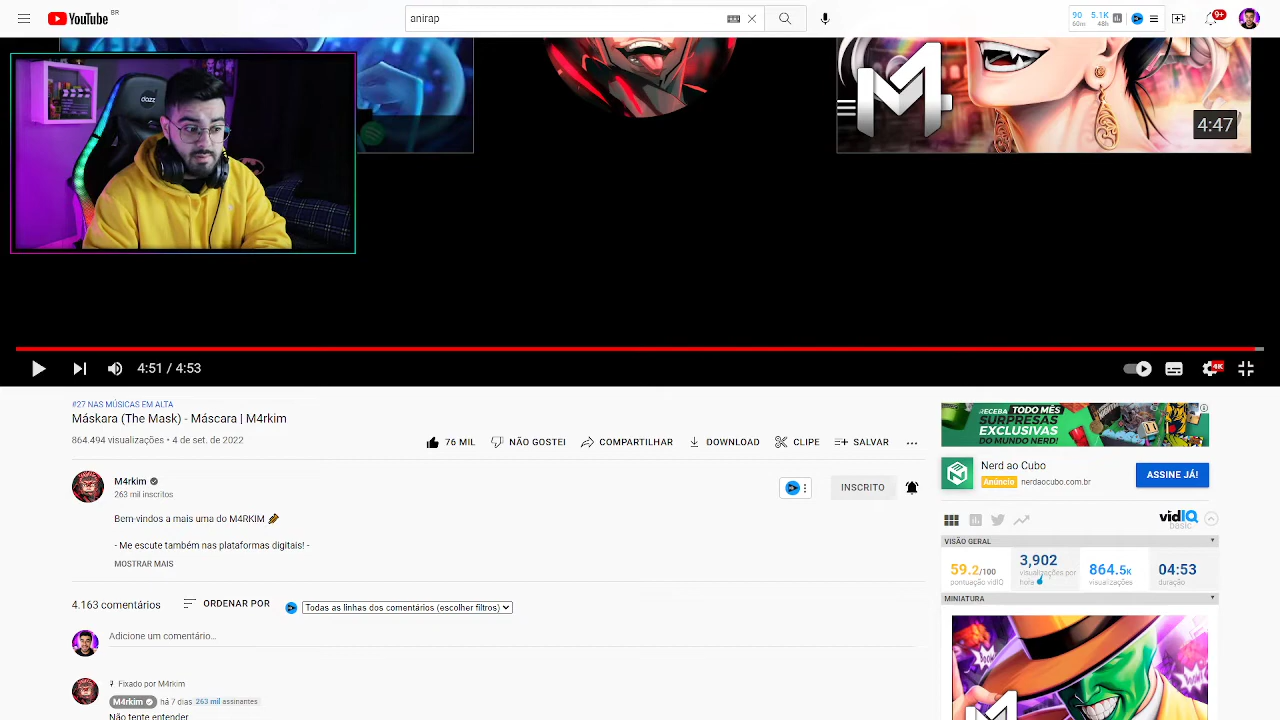 YouTube BR
anirap
90 5.1K
60m 48h
9+
dazz
M
4:47
4:51 / 4:53
4K
#27 NAS MÚSICAS EM ALTA
Máskara (The Mask) - Máscara | M4rkim
864.494 visualizações • 4 de set. de 2022
76 MIL
NÃO GOSTEI
COMPARTILHAR
DOWNLOAD
CLIPE
SALVAR
M4rkim
263 mil inscritos
INSCRITO
Bem-vindos a mais uma do M4RKIM
- Me escute também nas plataformas digitais! -
MOSTRAR MAIS
4.163 comentários
ORDENAR POR
Todas as linhas dos comentários (escolher filtros)
Adicione um comentário...
Fixado por M4rkim
M4rkim há 7 dias 263 mil assinantes
Não tente entender
RECEBA TODO MÊS
SURPRESAS
EXCLUSIVAS
DO MUNDO NERD!
Nerd ao Cubo
Anúncio nerdaocubo.com.br
ASSINE JÁ!
vidIQ
basic
VISÃO GERAL
59.2/100
pontuação vidIQ
3,902
visualizações por
hora
864.5K
visualizações
04:53
duração
MINIATURA
BOOM
M